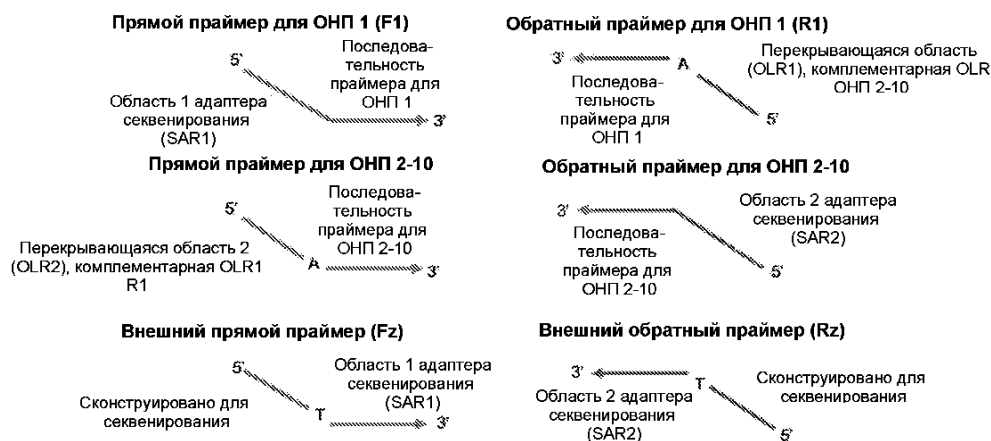 Прямой праймер для ОНП 1 (F1)
5'
Последова-
тельность
праймера для
ОНП 1
Область 1 адаптера
секвенирования
(SAR1)
3'
Обратный праймер для ОНП 1 (R1)
3'
A
Перекрывающаяся область
(OLR1), комплементарная OLR
ОНП 2-10
Последова-
тельность
праймера для
ОНП 1
5'
Прямой праймер для ОНП 2-10
5'
Последова-
тельность
праймера для
ОНП 2-10
Перекрывающаяся область 2
(OLR2), комплементарная OLR1
R1
A
3'
Обратный праймер для ОНП 2-10
3'
Область 2 адаптера
секвенирования
(SAR2)
Последова-
тельность
праймера для
ОНП 2-10
5'
Внешний прямой праймер (Fz)
5'
Область 1 адаптера
секвенирования
(SAR1)
Сконструировано для
секвенирования
T
3'
Внешний обратный праймер (Rz)
3'
T
Сконструировано для
секвенирования
Область 2 адаптера
секвенирования
(SAR2)
5'